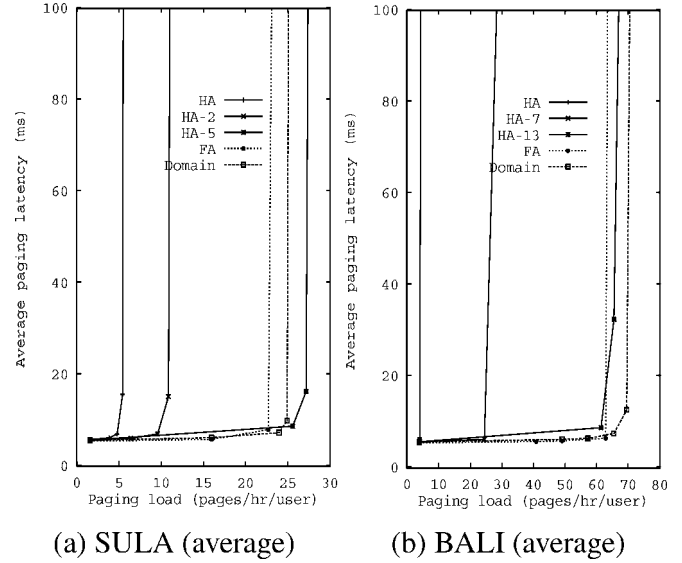 100
80
60
40
20
0
Average paging latency (ms)
HA
HA-2
HA-5
FA
Domain
0 5 10 15 20 25 30
Paging load (pages/hr/user)
100
80
60
40
20
0
Average paging latency (ms)
HA
HA-7
HA-13
FA
Domain
0 10 20 30 40 50 60 70 80
Paging load (pages/hr/user)
(a) SULA (average)
(b) BALI (average)